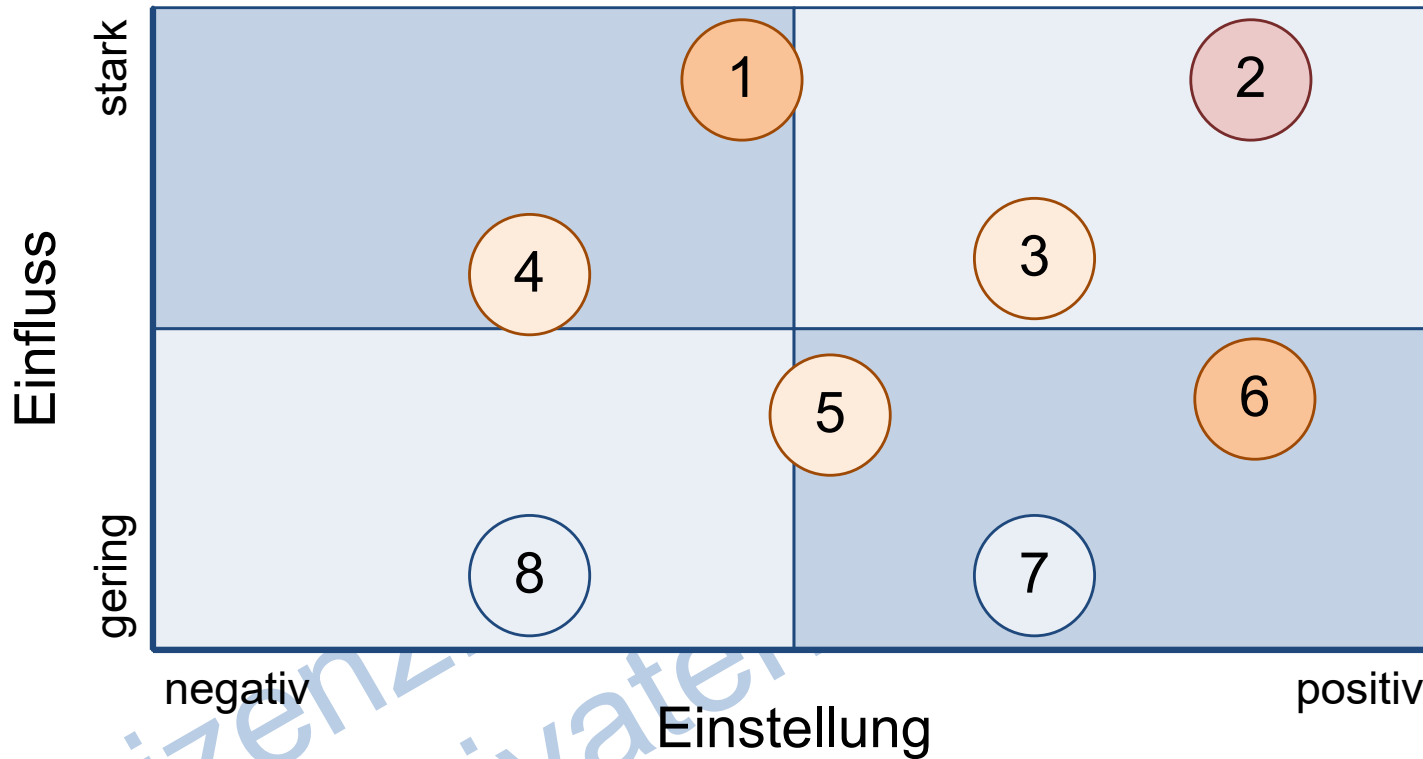 stark
1
2
4
3
Einfluss
5
6
gering
8
7
negativ
positiv
Einstellung